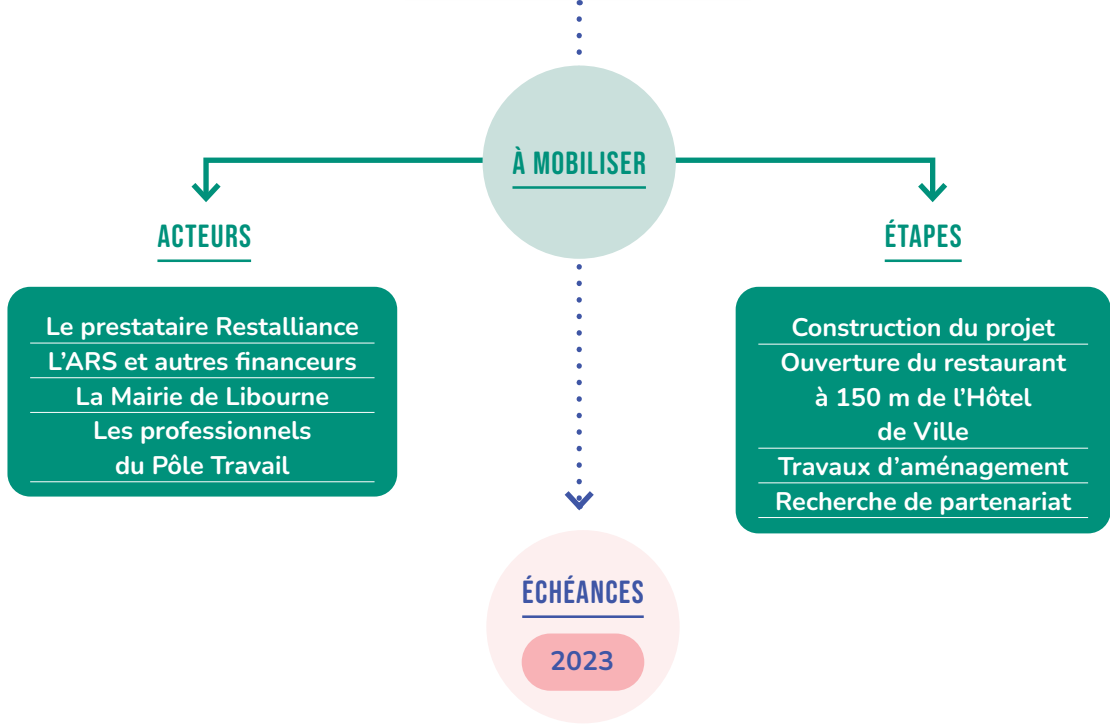 À MOBILISER
ACTEURS
Le prestataire Restalliance
L'ARS et autres financeurs
La Mairie de Libourne
Les professionnels
du Pôle Travail
ÉTAPES
Construction du projet
Ouverture du restaurant
à 150 m de l'Hôtel
de Ville
Travaux d'aménagement
Recherche de partenariat
ÉCHÉANCES
2023